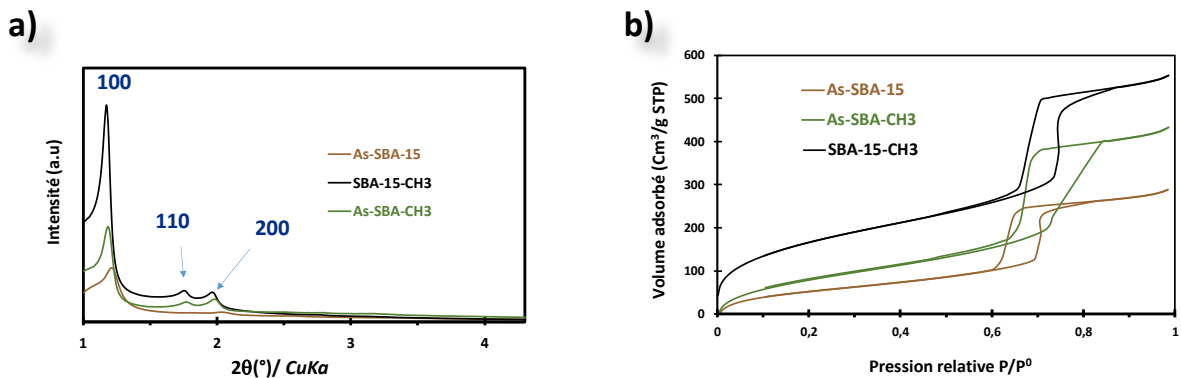 a)
100
As-SBA-15
SBA-15-CH3
As-SBA-CH3
110
200
Intensité (a.u)
1
2
3
4
2θ(°)/ CuKa
b)
600
500
400
300
200
100
0
As-SBA-15
As-SBA-CH3
SBA-15-CH3
Volume adsorbé (Cm³/g STP)
0
0,2
0,4
0,6
0,8
1
Pression relative P/P⁰